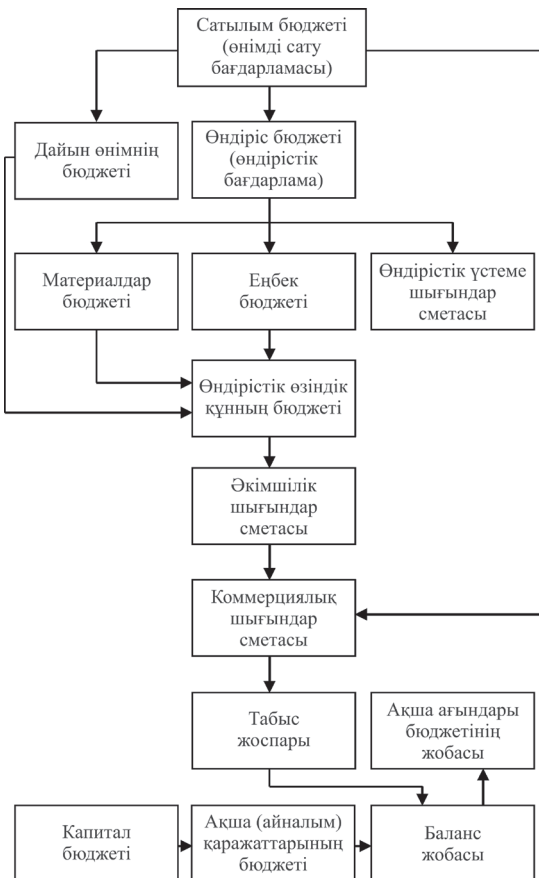 Сатылым бюджеті
(өнімді сату
бағдарламасы)
Дайын өнімнің
бюджеті
Өндіріс бюджеті
(өндірістік
бағдарлама)
Материалдар
бюджеті
Еңбек
бюджеті
Өндірістік үстеме
шығындар
сметасы
Өндірістік өзіндік
құнның бюджеті
Әкімшілік
шығындар
сметасы
Коммерциялық
шығындар
сметасы
Табыс
жоспары
Ақша ағындары
бюджетінің
жобасы
Капитал
бюджеті
Ақша (айналым)
қаражаттарының
бюджеті
Баланс
жобасы